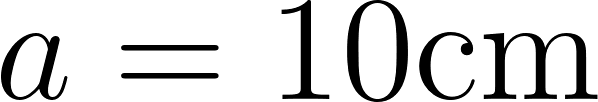 a = 10cm